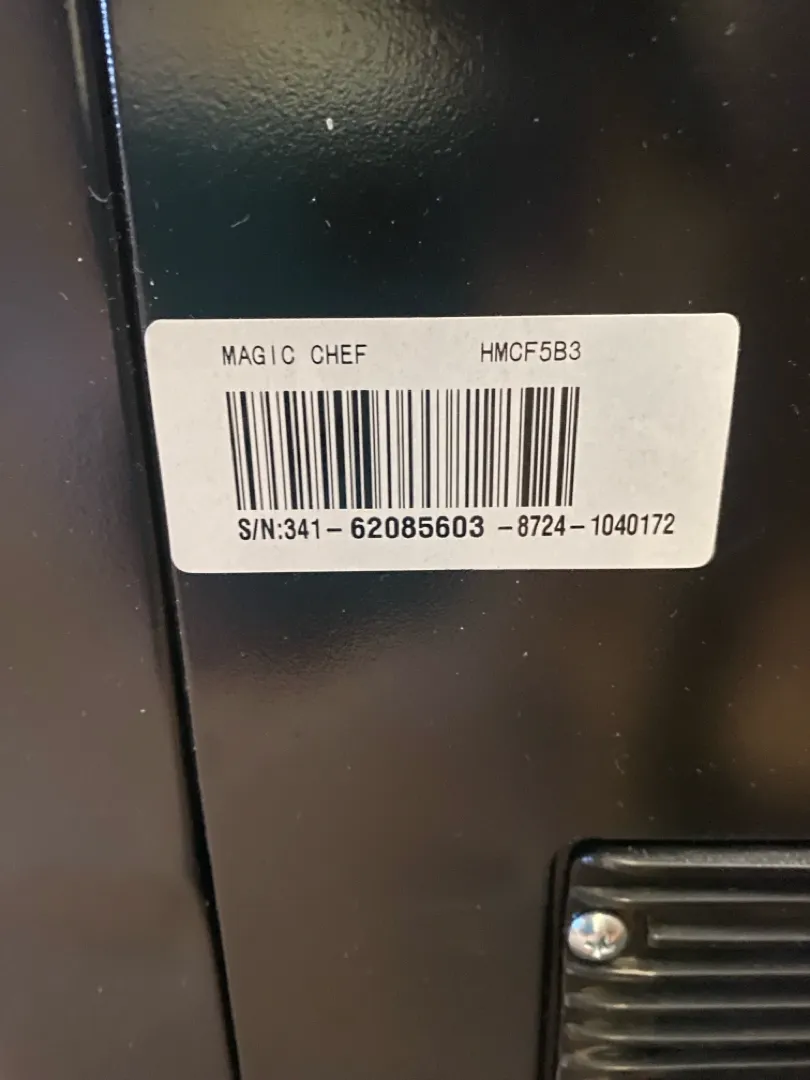 MAGIC CHEF HMCF5B3
S/N:341-62085603-8724-1040172